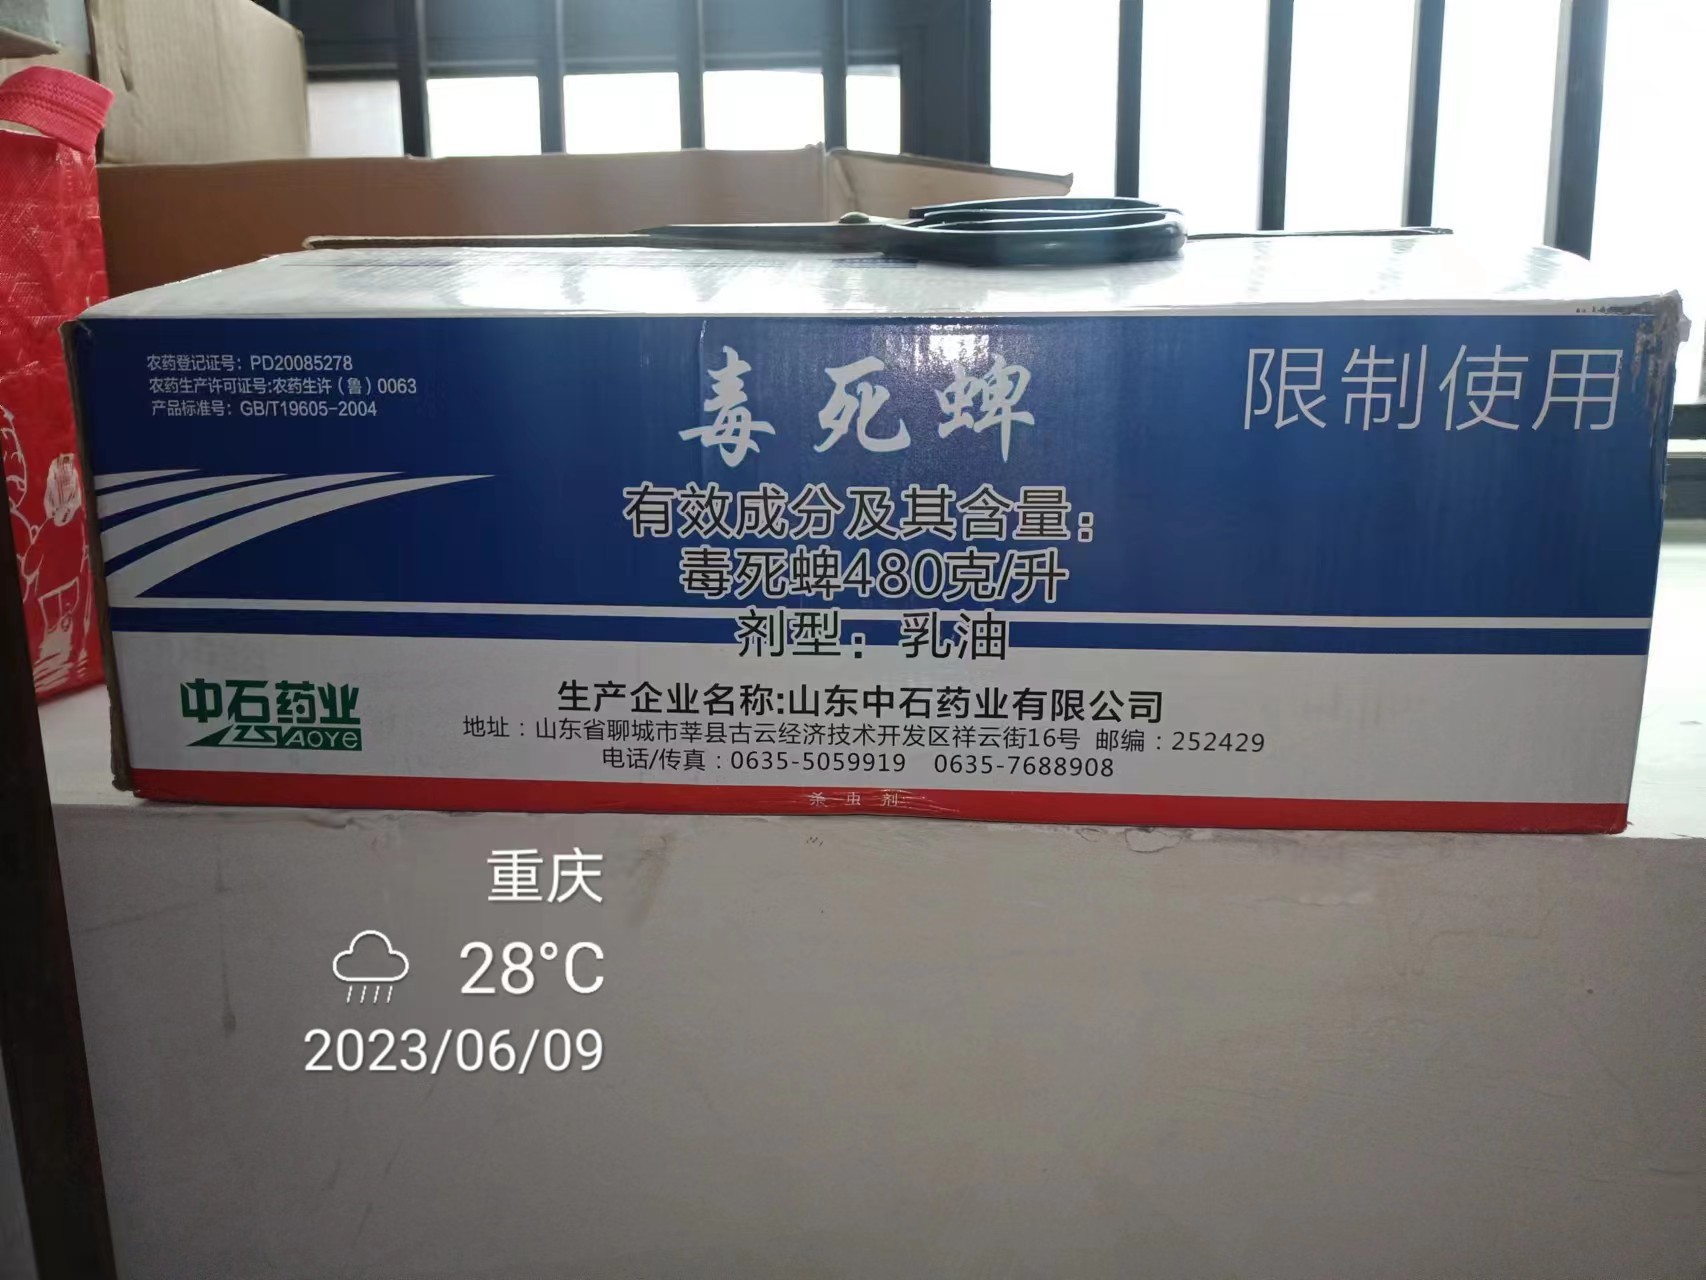 农药登记证号：PD20085278
农药生产许可证号:农药生许（鲁）0063
产品标准号：GB/T19605-2004
毒死蜱
限制使用
有效成分及其含量：
毒死蜱480克/升
剂型：乳油
中石药业
YAOYE
生产企业名称:山东中石药业有限公司
地址：山东省聊城市莘县古云经济技术开发区祥云街16号 邮编：252429
电话/传真：0635-5059919 0635-7688908
杀虫剂
重庆
28°C
2023/06/09